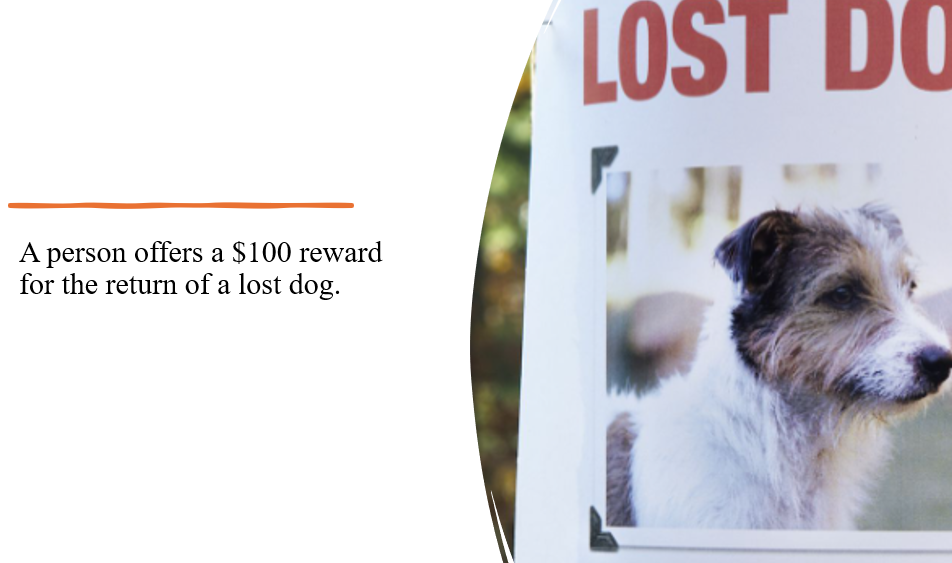 LOST DO
A person offers a $100 reward
for the return of a lost dog.